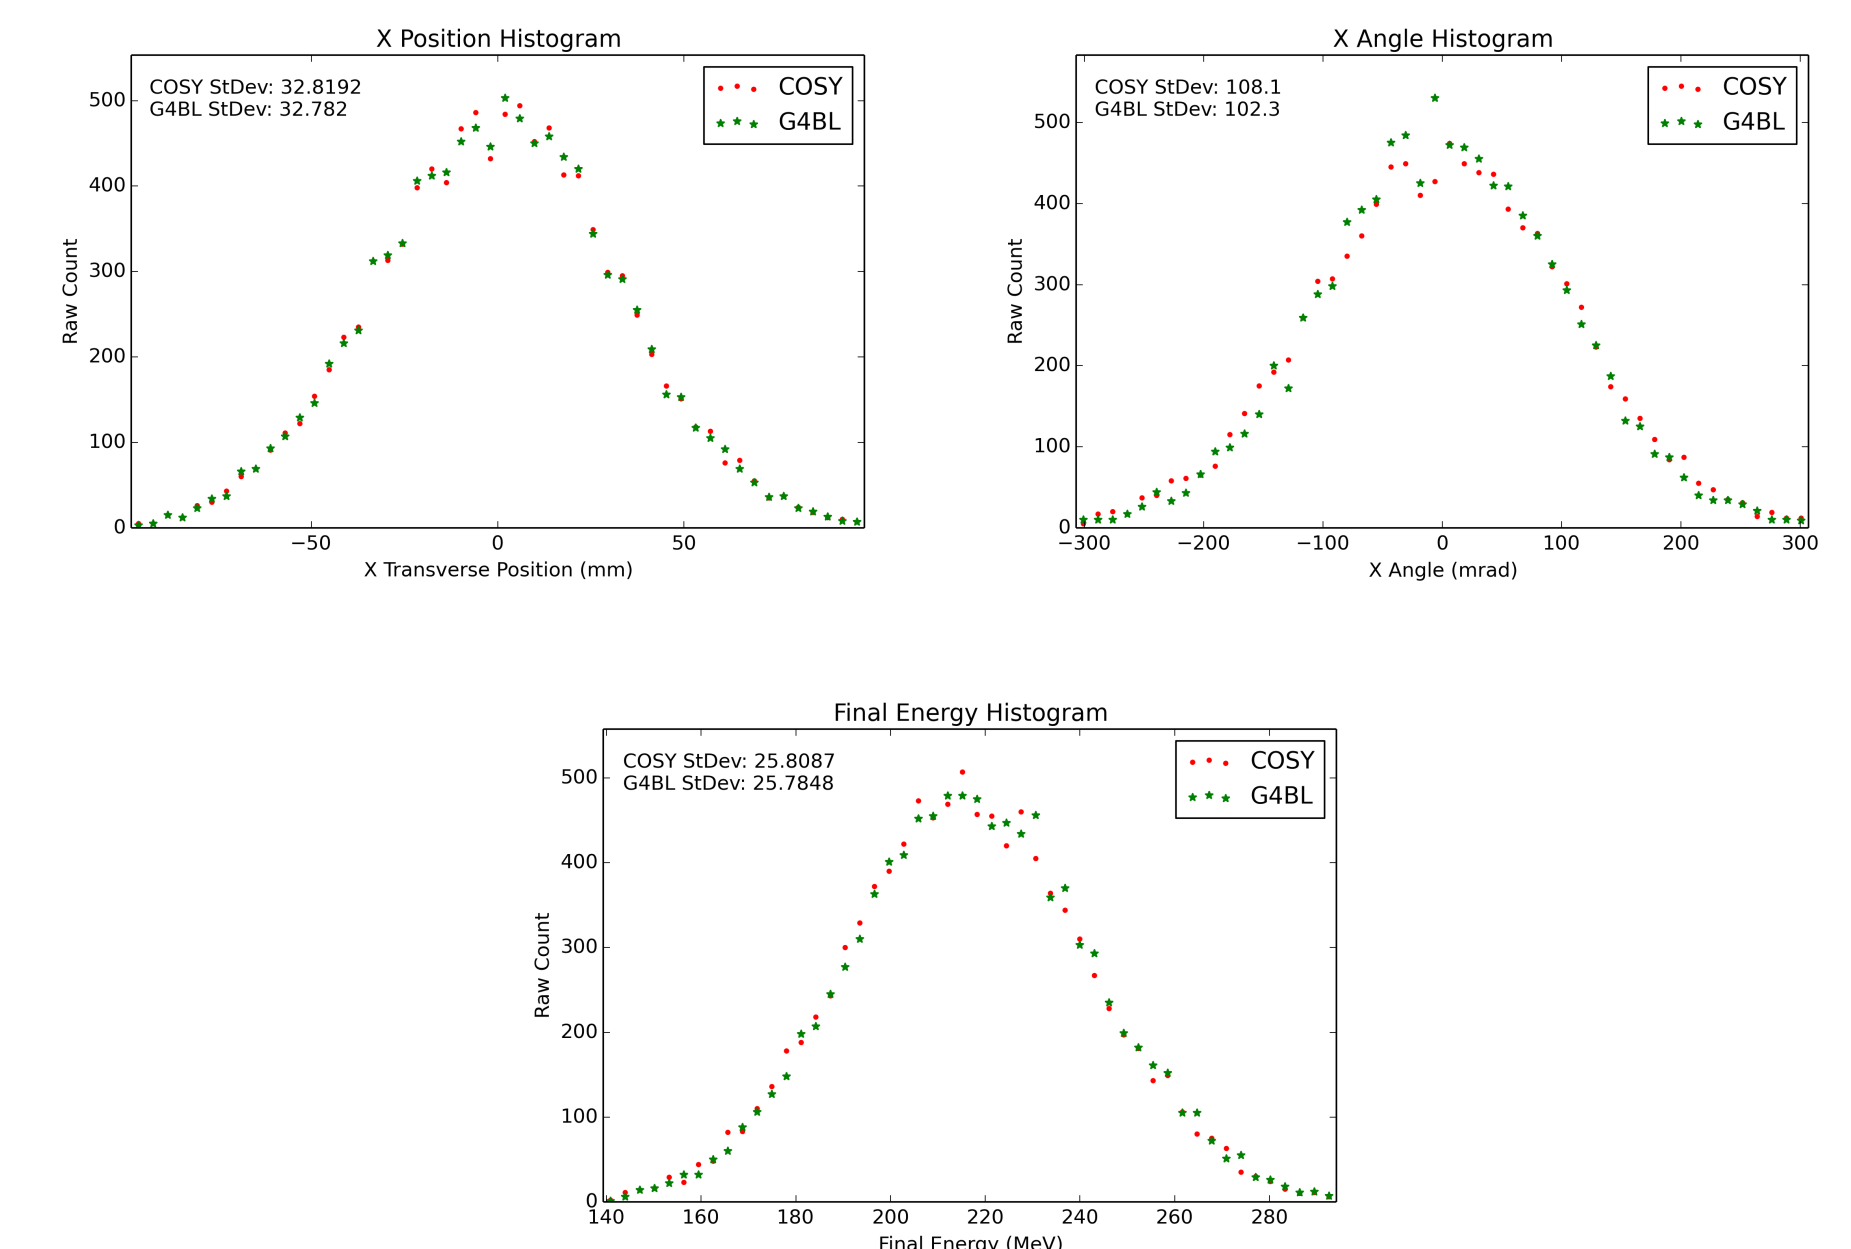 X Position Histogram
COSY StDev: 32.8192
G4BL StDev: 32.782
COSY
G4BL
500
400
300
200
100
0
Raw Count
−50
0
50
X Transverse Position (mm)
X Angle Histogram
COSY StDev: 108.1
G4BL StDev: 102.3
COSY
G4BL
500
400
300
200
100
0
Raw Count
−300
−200
−100
0
100
200
300
X Angle (mrad)
Final Energy Histogram
COSY StDev: 25.8087
G4BL StDev: 25.7848
COSY
G4BL
500
400
300
200
100
0
Raw Count
140
160
180
200
220
240
260
280
Final Energy (MeV)